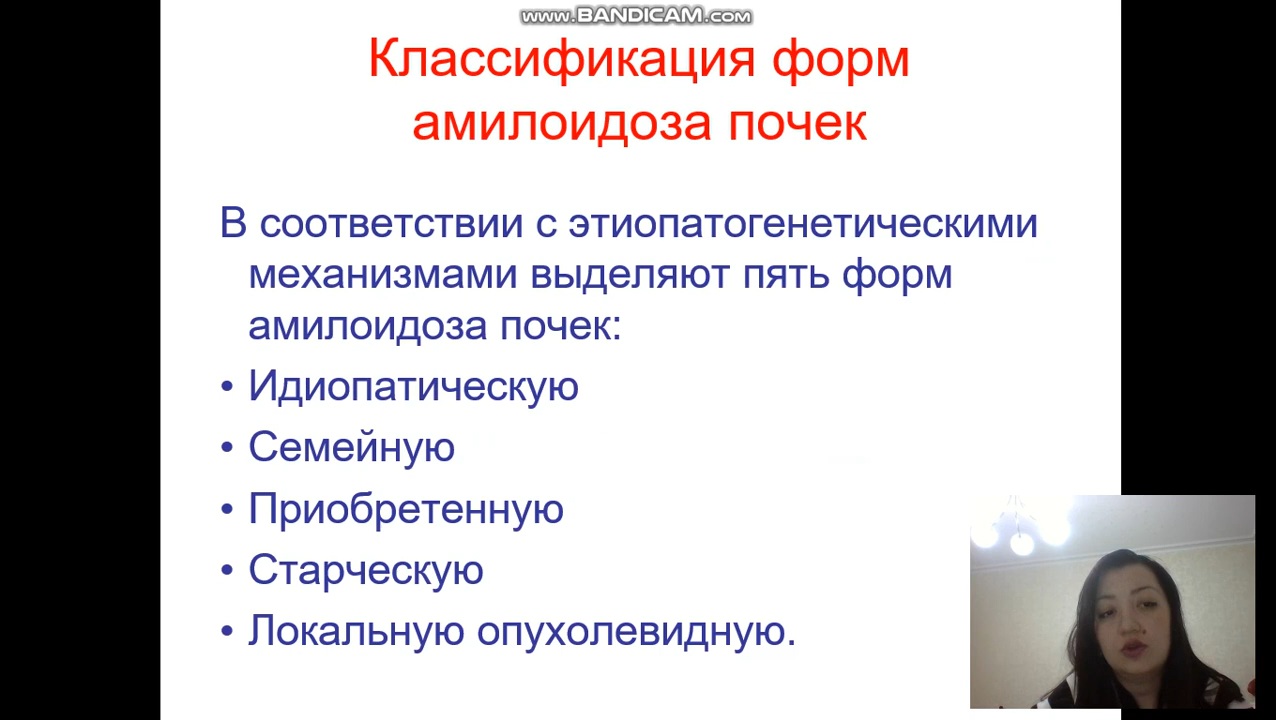 www.BANDICAM.com
Классификация форм
амилоидоза почек
В соответствии с этиопатогенетическими
механизмами выделяют пять форм
амилоидоза почек:
• Идиопатическую
• Семейную
• Приобретенную
• Старческую
• Локальную опухолевидную.